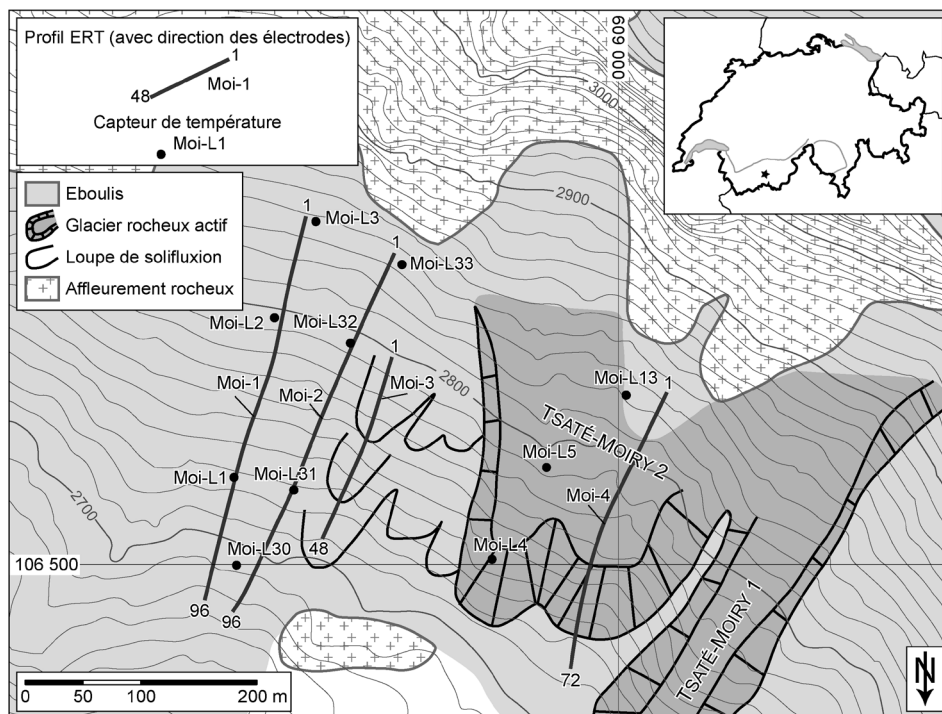 Profil ERT (avec direction des électrodes)
1
Moi-1
48
Capteur de température
Moi-L1
Eboulis
Glacier rocheux actif
Loupe de solifluxion
Affleurement rocheux
609 000
3000
2900
1
Moi-L3
1
Moi-L33
Moi-L2
Moi-L32
1
2800
Moi-1
Moi-2
Moi-3
Moi-L13
1
TSATÉ-MOIRY 2
Moi-L5
Moi-L1
Moi-L31
Moi-4
2700
48
Moi-L4
Moi-L30
106 500
96
96
72
TSATÉ-MOIRY 1
N
0 50 100 200 m